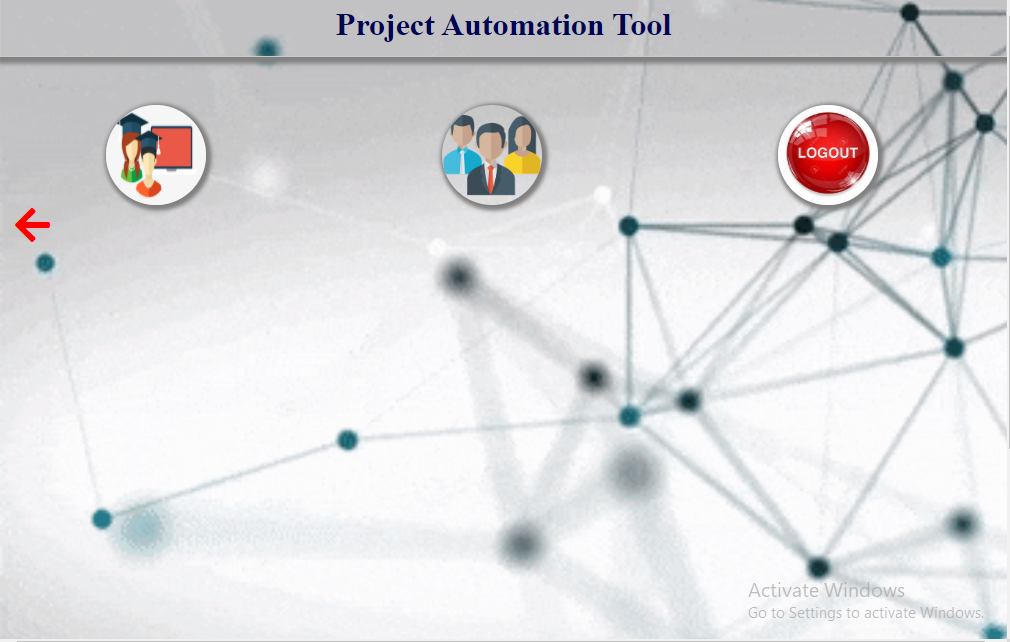 Project Automation Tool
LOGOUT
Activate Windows
Go to Settings to activate Windows.